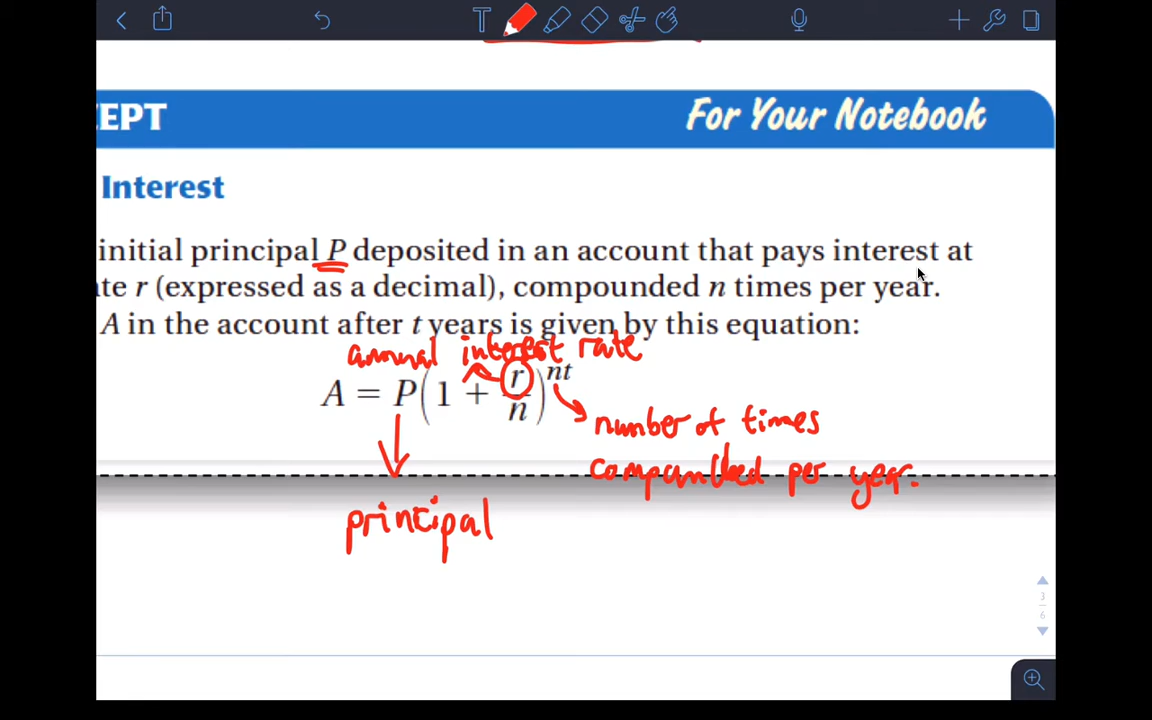 EPT
For Your Notebook
Interest
initial principal P deposited in an account that pays interest at
te r (expressed as a decimal), compounded n times per year.
A in the account after t years is given by this equation:
annual interest rate
A = P(1 + r/n)^nt
number of times
compounded per year.
principal
3
6